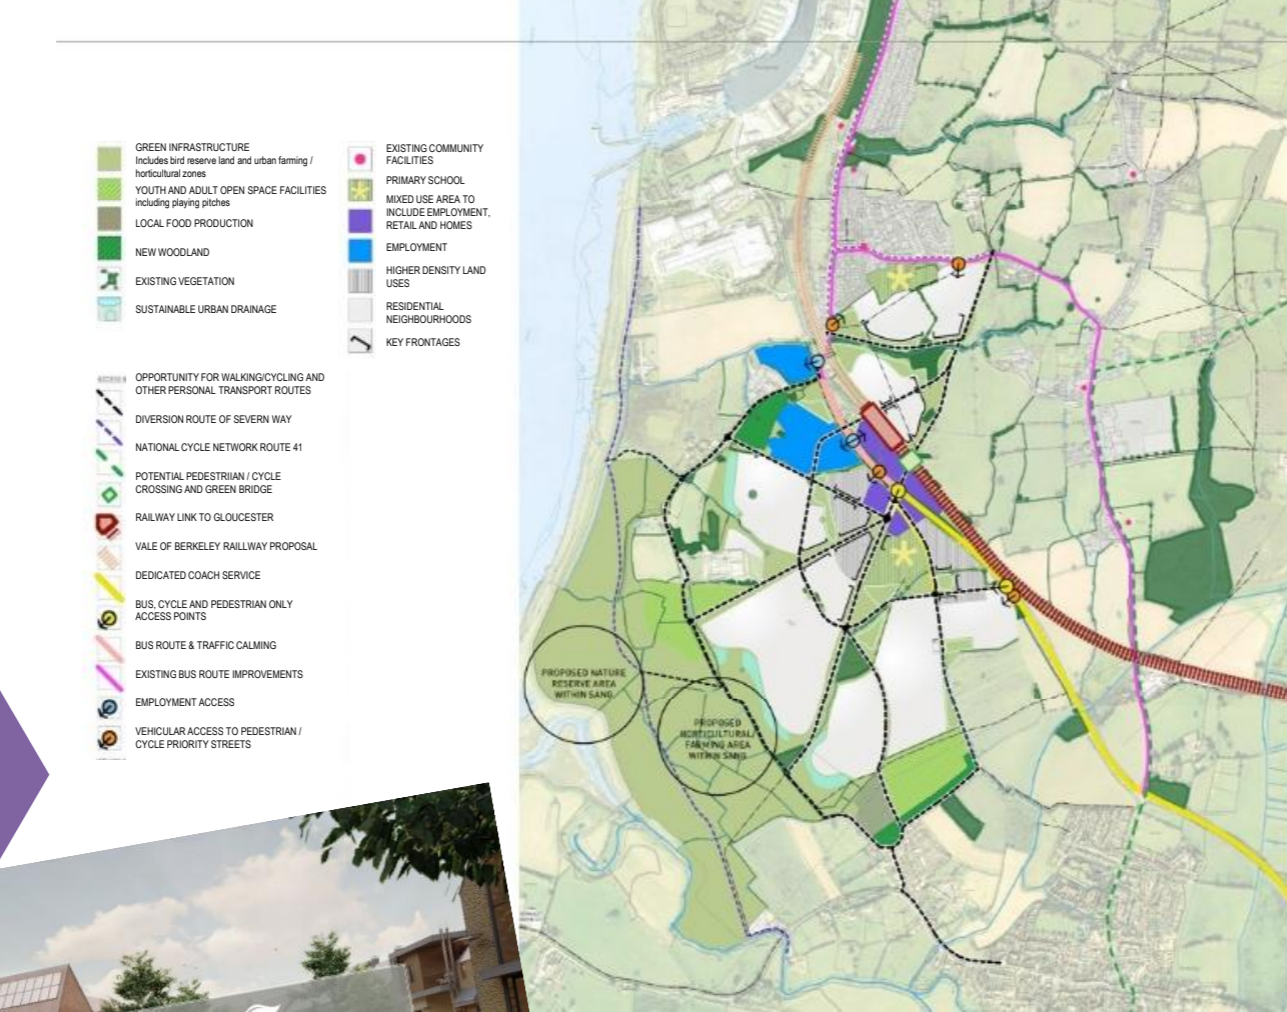 GREEN INFRASTRUCTURE
Includes bird reserve land and urban farming /
horticultural zones
YOUTH AND ADULT OPEN SPACE FACILITIES
including playing pitches
LOCAL FOOD PRODUCTION
NEW WOODLAND
EXISTING VEGETATION
SUSTAINABLE URBAN DRAINAGE
EXISTING COMMUNITY
FACILITIES
PRIMARY SCHOOL
MIXED USE AREA TO
INCLUDE EMPLOYMENT,
RETAIL AND HOMES
EMPLOYMENT
HIGHER DENSITY LAND
USES
RESIDENTIAL
NEIGHBOURHOODS
KEY FRONTAGES
OPPORTUNITY FOR WALKING/CYCLING AND
OTHER PERSONAL TRANSPORT ROUTES
DIVERSION ROUTE OF SEVERN WAY
NATIONAL CYCLE NETWORK ROUTE 41
POTENTIAL PEDESTRIIAN / CYCLE
CROSSING AND GREEN BRIDGE
RAILWAY LINK TO GLOUCESTER
VALE OF BERKELEY RAILLWAY PROPOSAL
DEDICATED COACH SERVICE
BUS, CYCLE AND PEDESTRIAN ONLY
ACCESS POINTS
BUS ROUTE & TRAFFIC CALMING
EXISTING BUS ROUTE IMPROVEMENTS
EMPLOYMENT ACCESS
VEHICULAR ACCESS TO PEDESTRIAN /
CYCLE PRIORITY STREETS
PROPOSED NATURE
RESERVE AREA
WITHIN SANG
PROPOSED
HORTICULTURAL/
FARMING AREA
WITHIN SANG